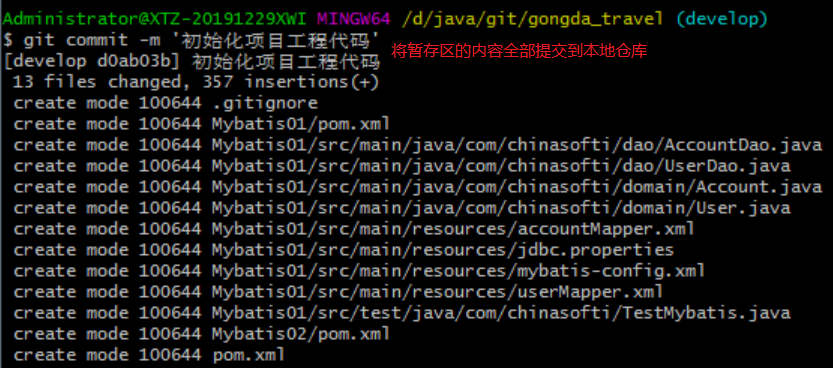 Administrator@XTZ-20191229XWI MINGW64 /d/java/git/gongda_travel (develop)
$ git commit -m '初始化项目工程代码'
将暂存区的内容全部提交到本地仓库
[develop d0ab03b] 初始化项目工程代码
13 files changed, 357 insertions(+)
create mode 100644 .gitignore
create mode 100644 Mybatis01/pom.xml
create mode 100644 Mybatis01/src/main/java/com/chinasofti/dao/AccountDao.java
create mode 100644 Mybatis01/src/main/java/com/chinasofti/dao/UserDao.java
create mode 100644 Mybatis01/src/main/java/com/chinasofti/domain/Account.java
create mode 100644 Mybatis01/src/main/java/com/chinasofti/domain/User.java
create mode 100644 Mybatis01/src/main/resources/accountMapper.xml
create mode 100644 Mybatis01/src/main/resources/jdbc.properties
create mode 100644 Mybatis01/src/main/resources/mybatis-config.xml
create mode 100644 Mybatis01/src/main/resources/userMapper.xml
create mode 100644 Mybatis01/src/test/java/com/chinasofti/TestMybatis.java
create mode 100644 Mybatis02/pom.xml
create mode 100644 pom.xml